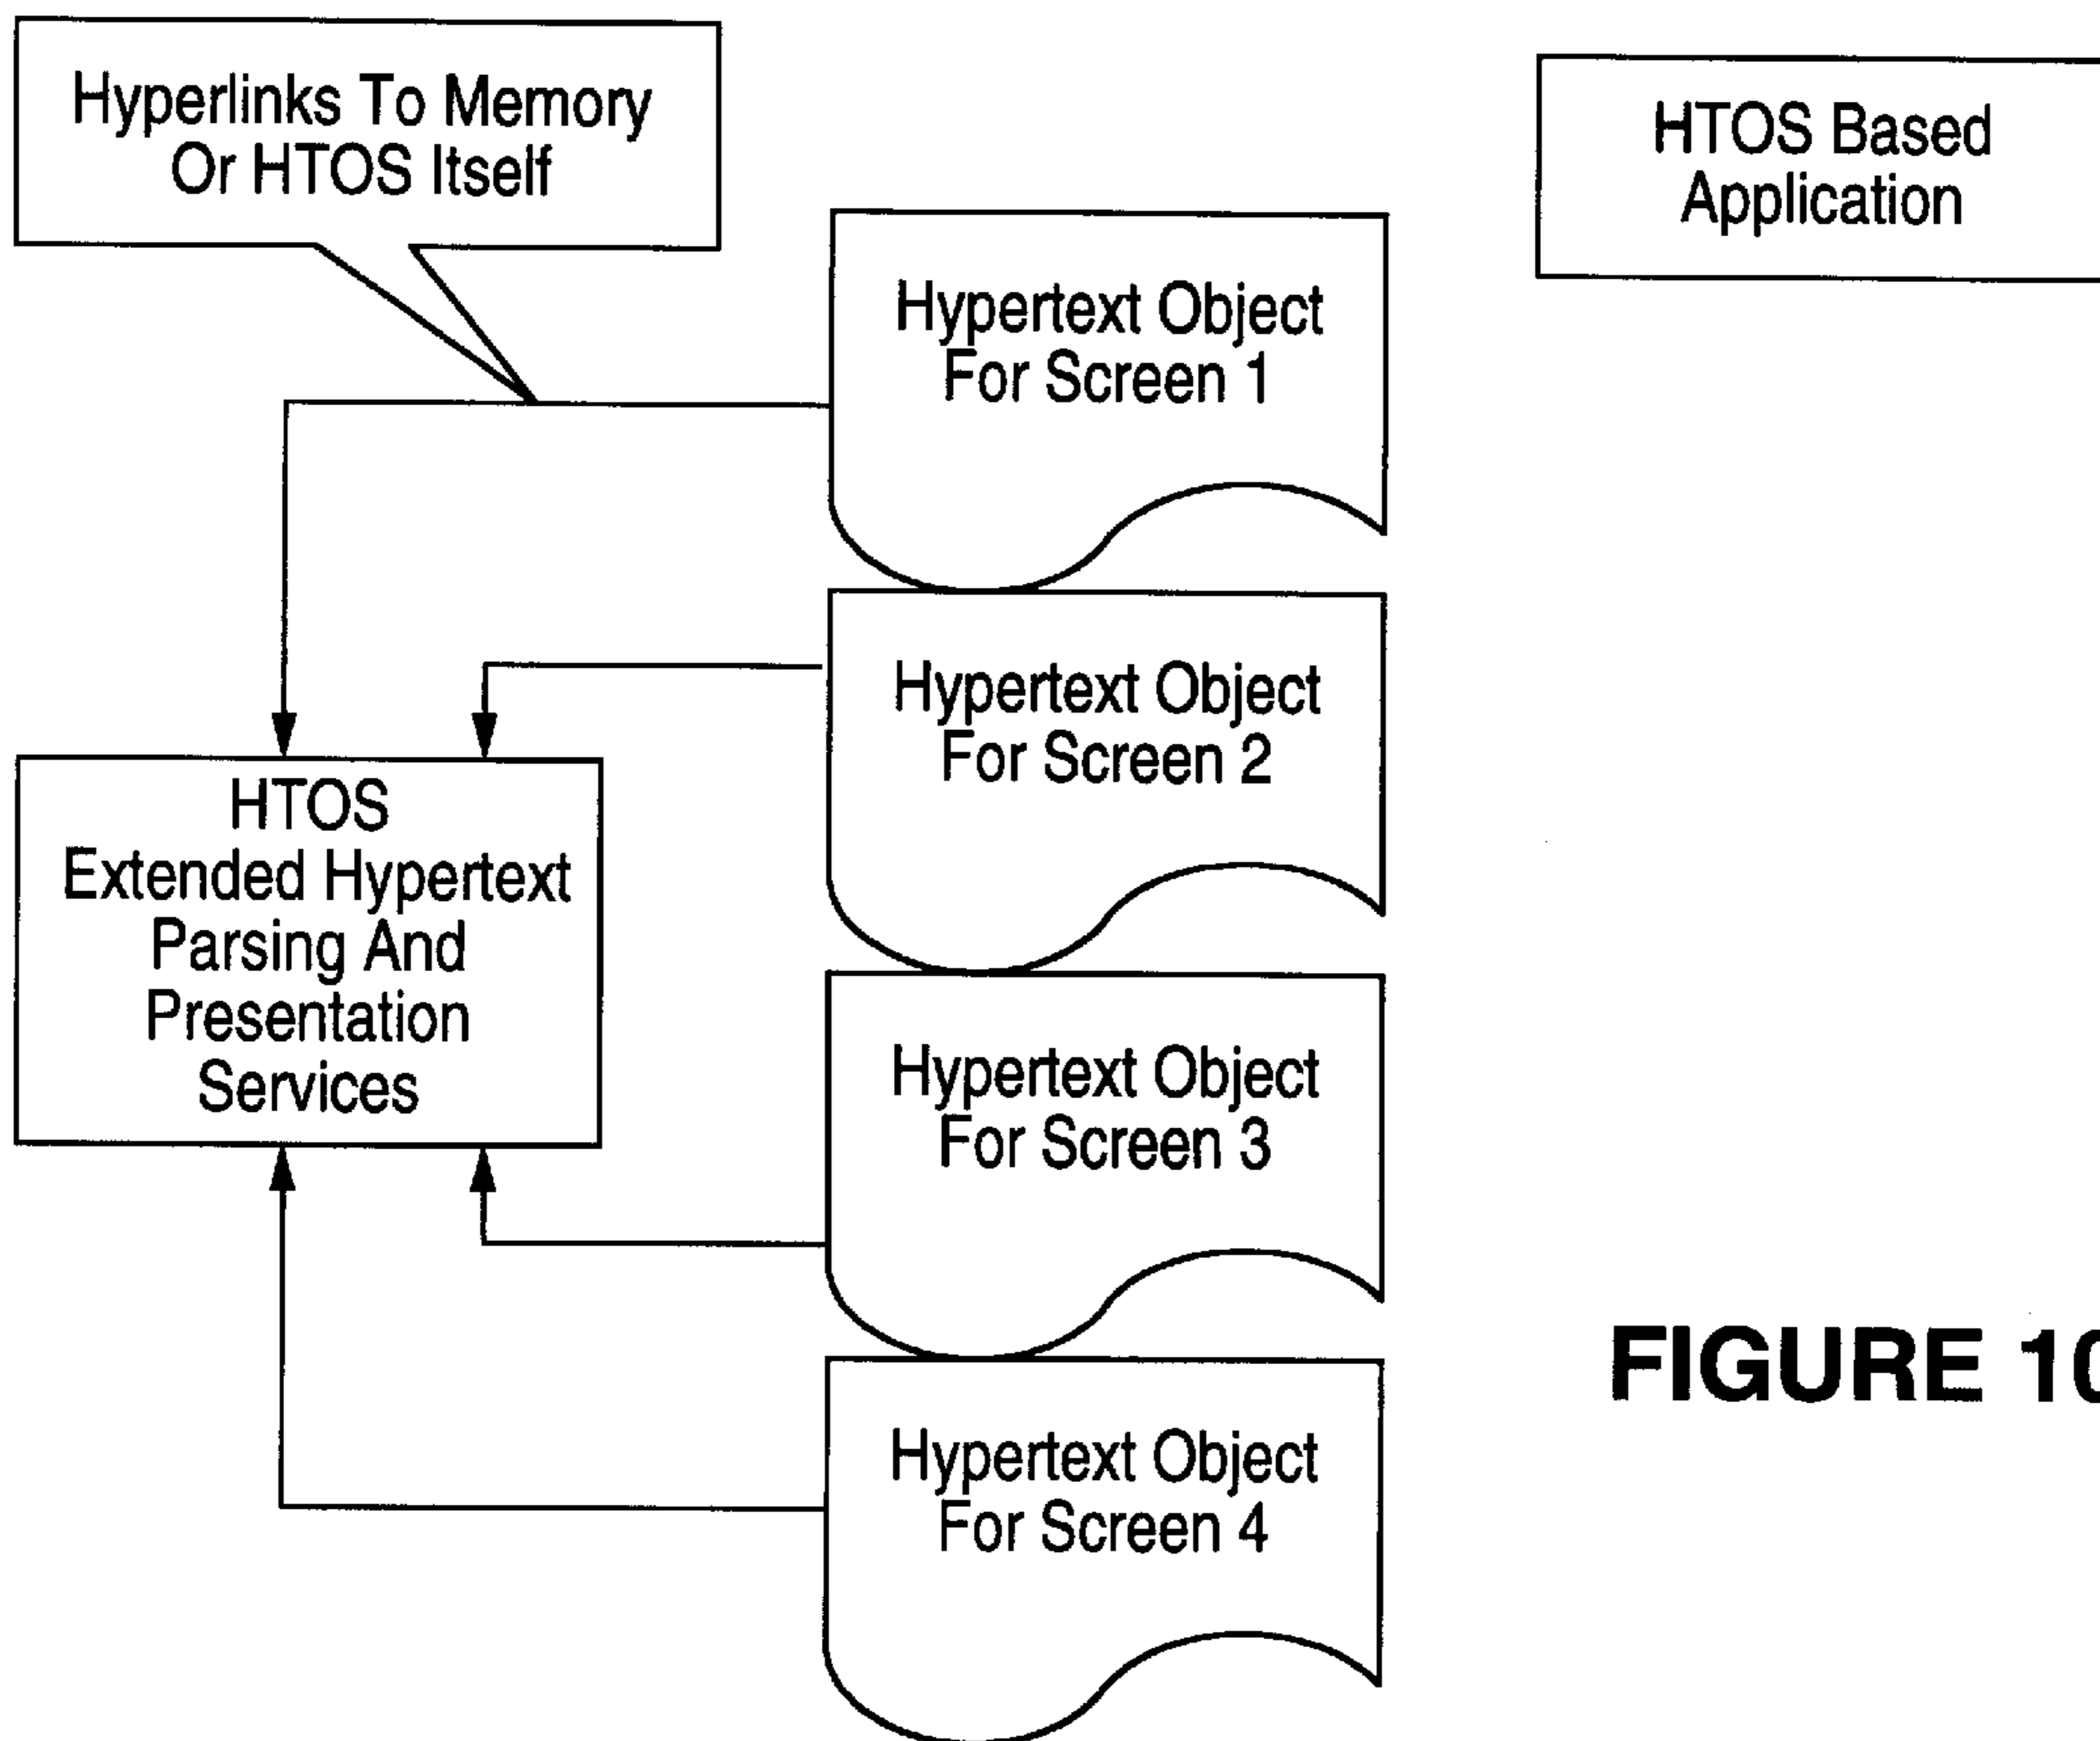 Hyperlinks To Memory
Or HTOS Itself
HTOS Based
Application
Hypertext Object
For Screen 1
Hypertext Object
For Screen 2
HTOS
Extended Hypertext
Parsing And
Presentation
Services
Hypertext Object
For Screen 3
Hypertext Object
For Screen 4
FIGURE 10